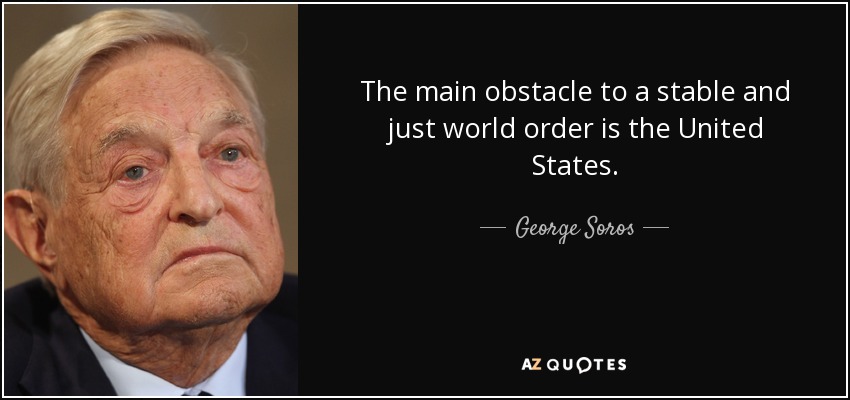 The main obstacle to a stable and
just world order is the United
States.
George Soros
AZ QUOTES